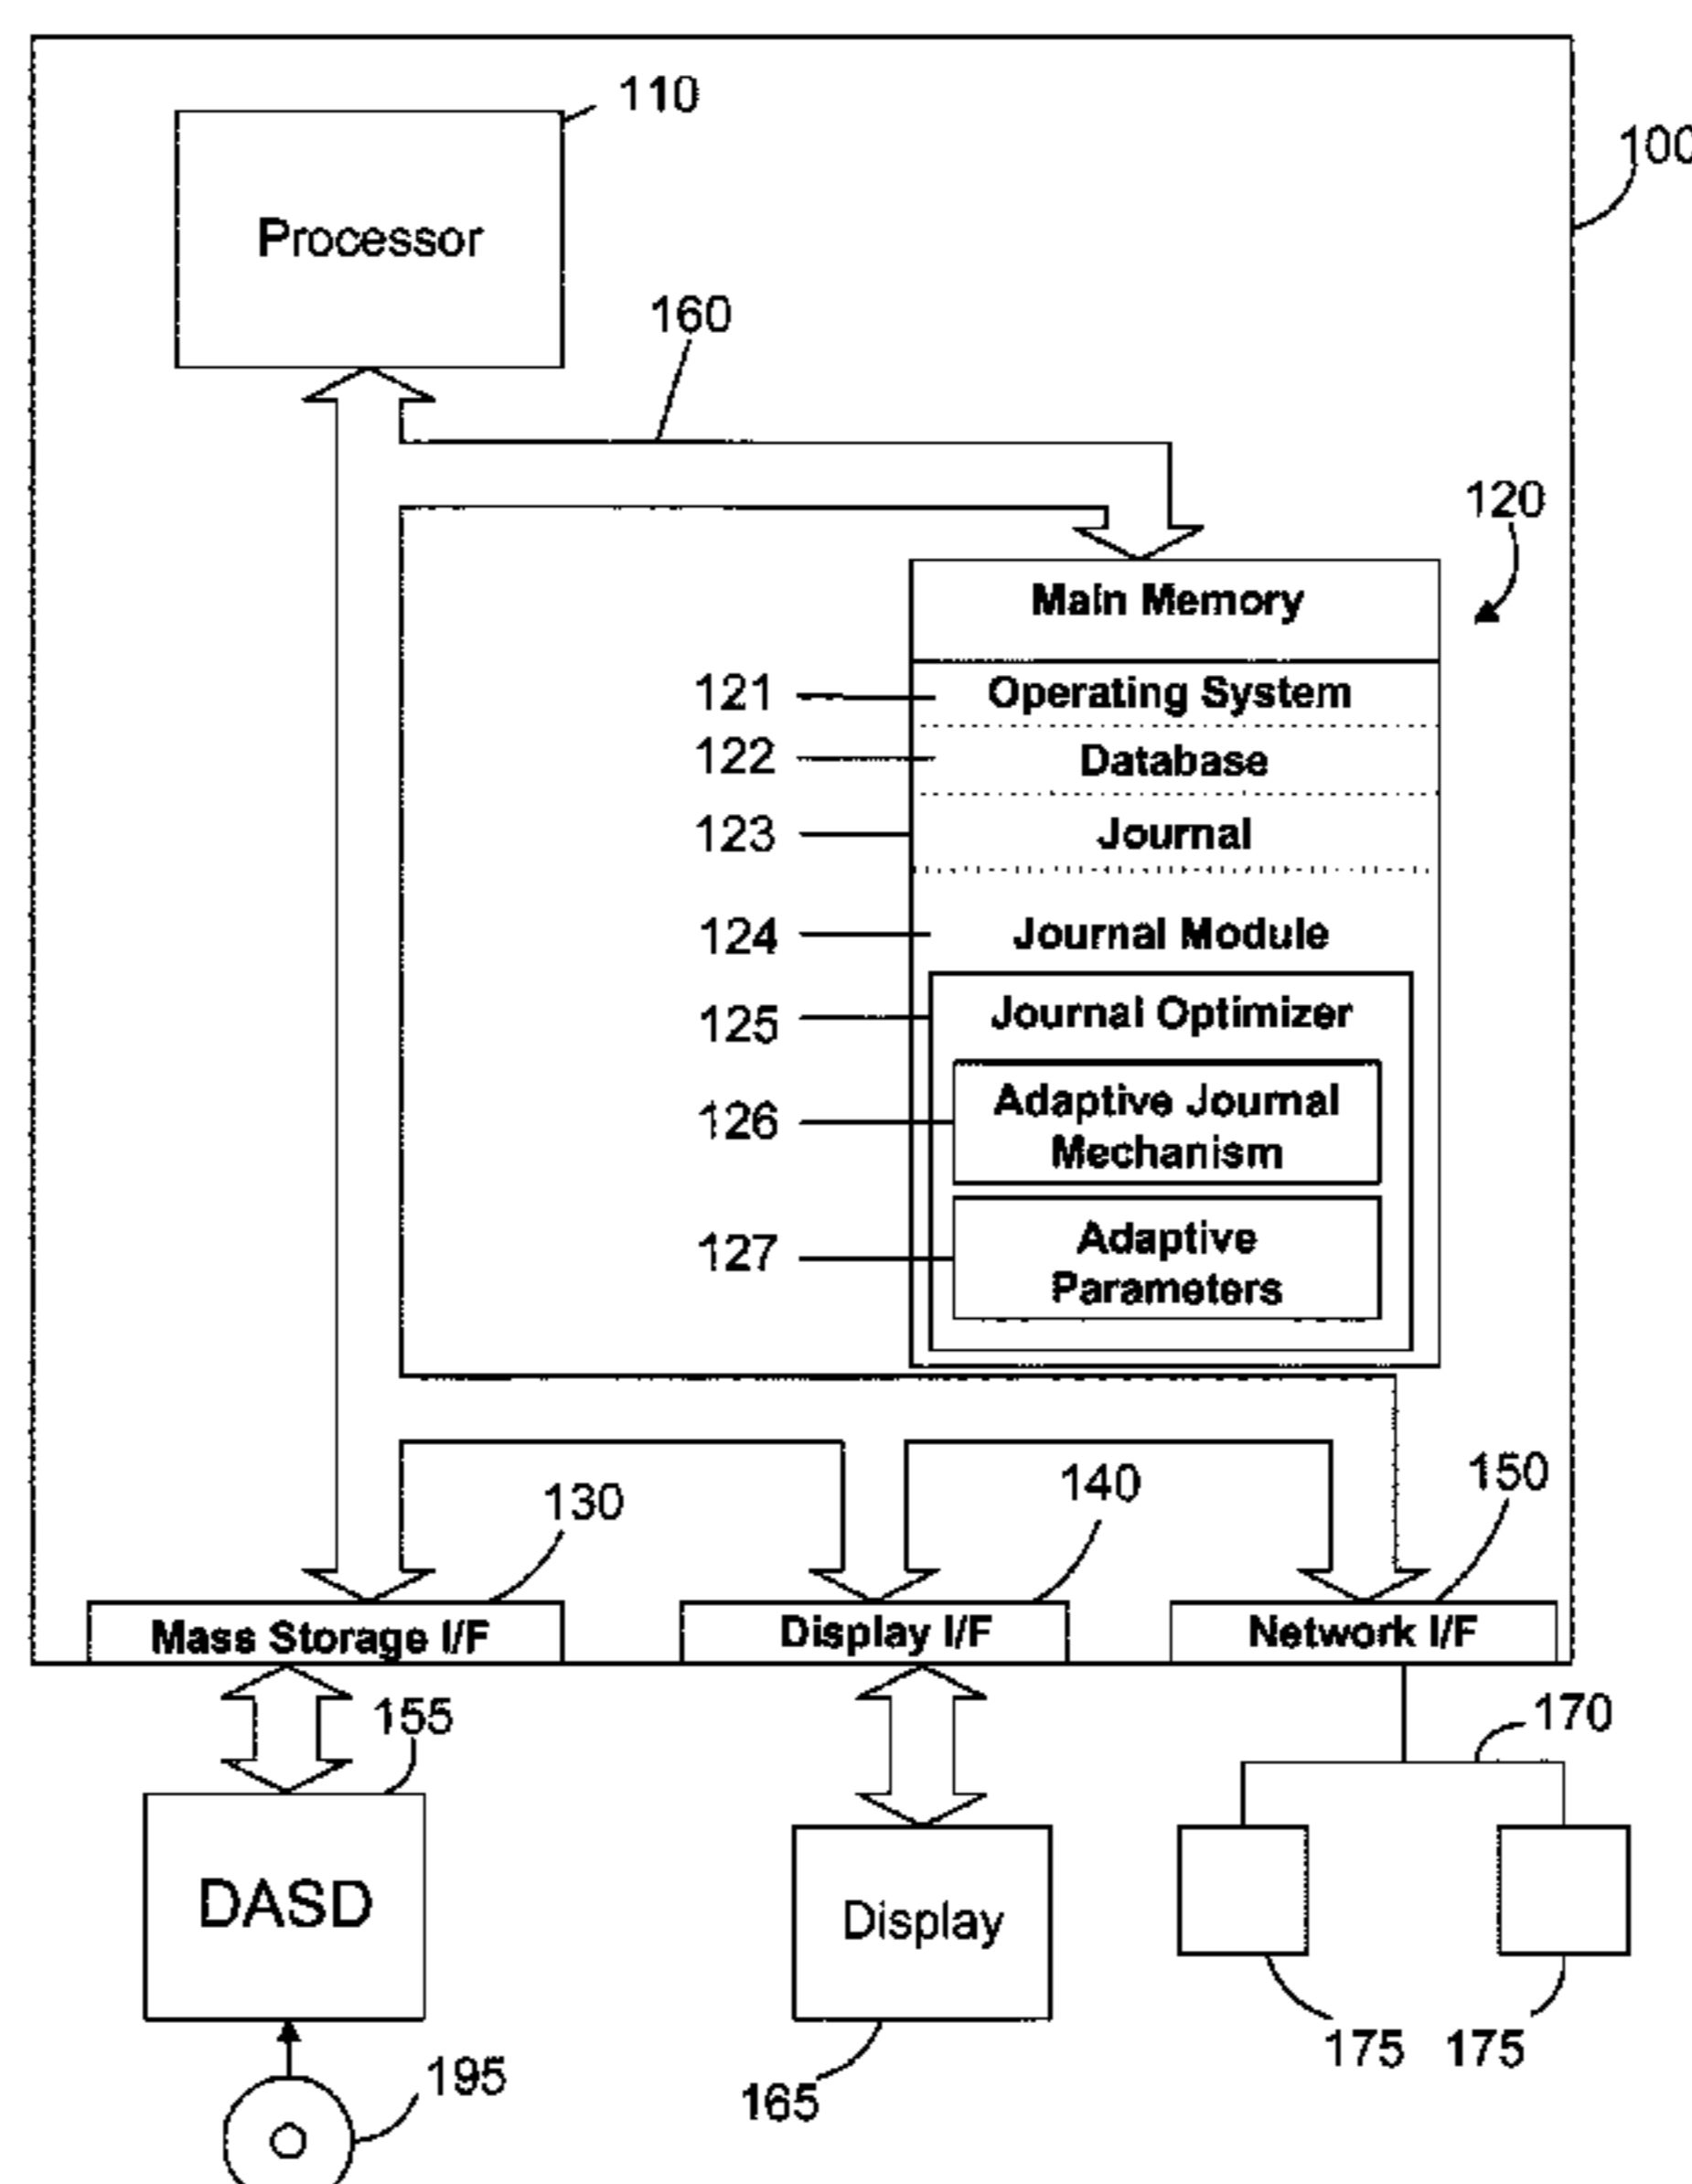 110
100
Processor
160
120
Main Memory
121 Operating System
122 Database
123 Journal
124 Journal Module
125 Journal Optimizer
126 Adaptive Journal
Mechanism
127 Adaptive
Parameters
130
140
150
Mass Storage I/F
Display I/F
Network I/F
155
170
DASD
Display
175 175
195
165